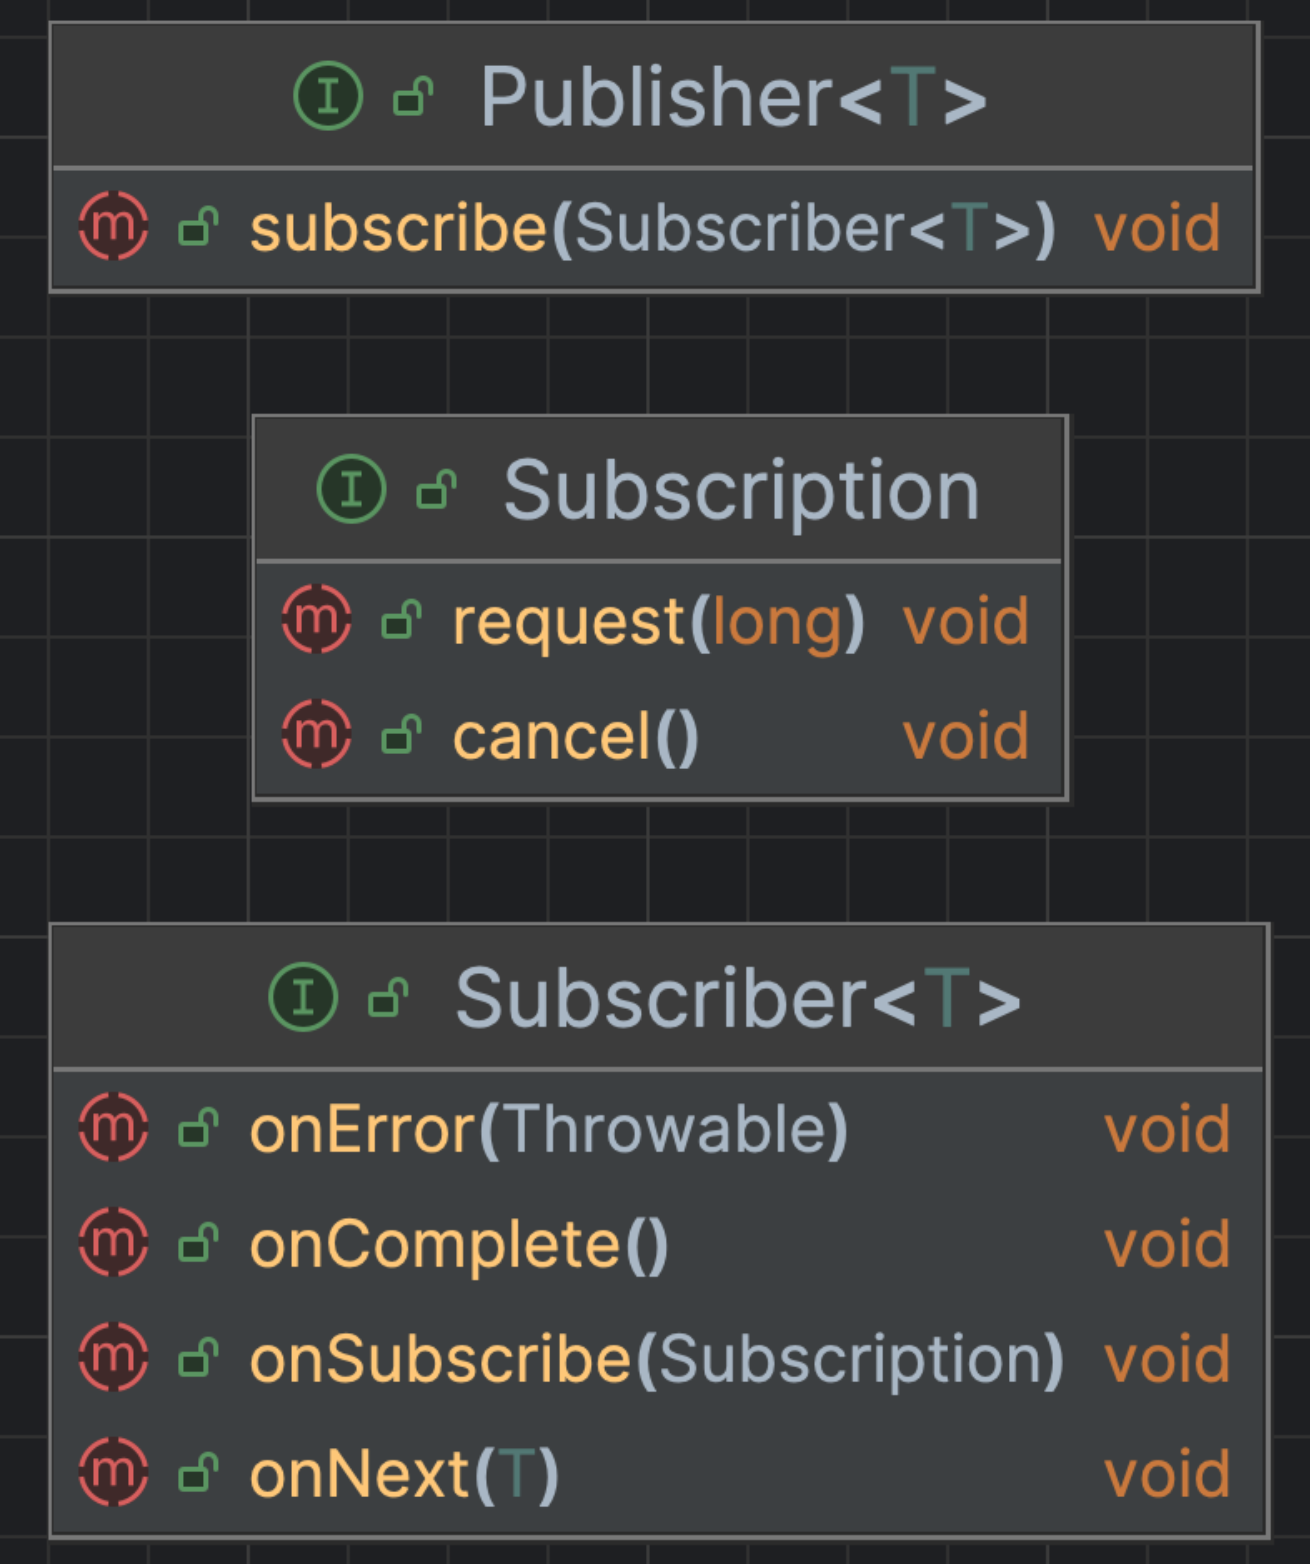 I Publisher<T>
m subscribe(Subscriber<T>) void
I Subscription
m request(long) void
m cancel() void
I Subscriber<T>
m onError(Throwable) void
m onComplete() void
m onSubscribe(Subscription) void
m onNext(T) void